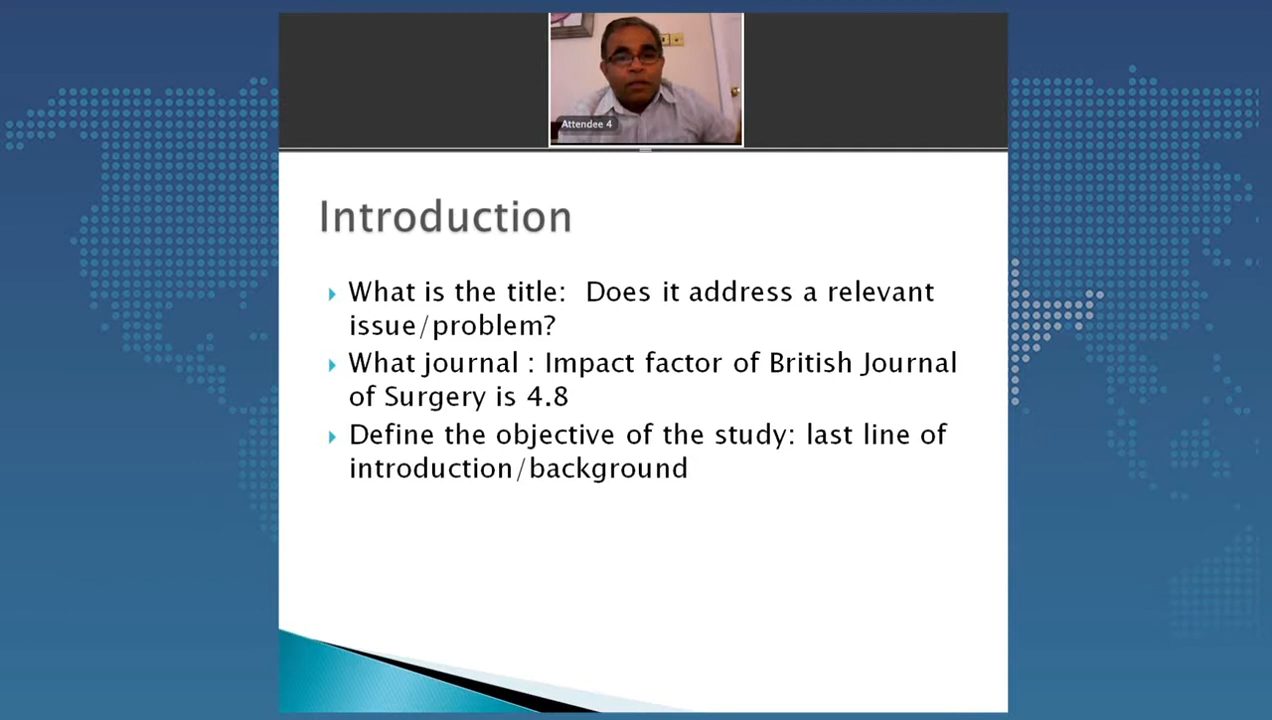 Attendee 4
Introduction
What is the title:  Does it address a relevant
issue/problem?
What journal : Impact factor of British Journal
of Surgery is 4.8
Define the objective of the study: last line of
introduction/background